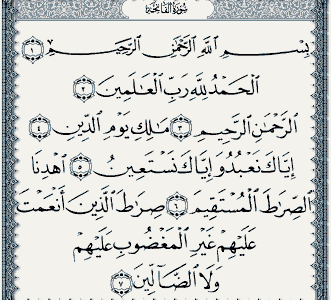 سُورَةُ الْفَاتِحَةِ
بِسْمِ ٱللَّهِ ٱلرَّحْمَٰنِ ٱلرَّحِيمِ ١
ٱلْحَمْدُ لِلَّهِ رَبِّ ٱلْعَٰلَمِينَ ٢
ٱلرَّحْمَٰنِ ٱلرَّحِيمِ ٣ مَٰلِكِ يَوْمِ ٱلدِّينِ ٤
إِيَّاكَ نَعْبُدُ وَإِيَّاكَ نَسْتَعِينُ ٥ ٱهْدِنَا
ٱلصِّرَٰطَ ٱلْمُسْتَقِيمَ ٦ صِرَٰطَ ٱلَّذِينَ أَنْعَمْتَ
عَلَيْهِمْ غَيْرِ ٱلْمَغْضُوبِ عَلَيْهِمْ
وَلَا ٱلضَّآلِّينَ ٧